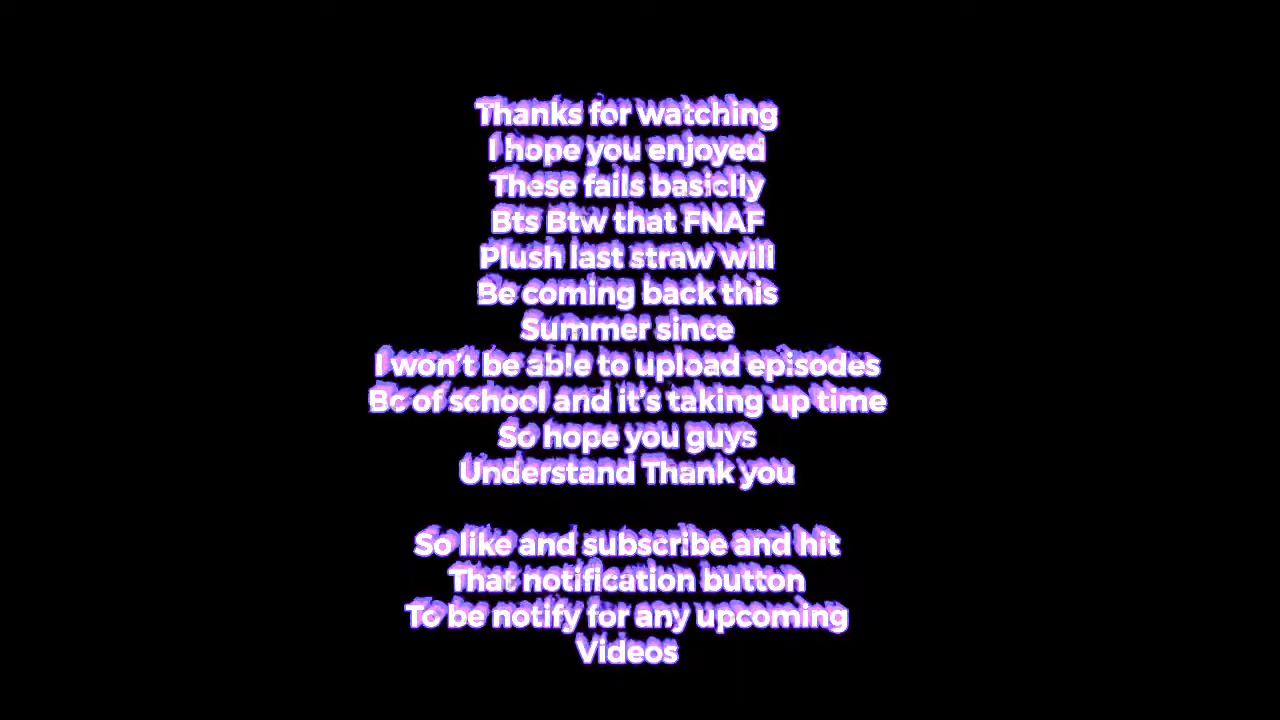 Thanks for watching
I hope you enjoyed
These fails basiclly
Bts Btw that FNAF
Plush last straw will
Be coming back this
Summer since
I won't be able to upload episodes
Bc of school and it's taking up time
So hope you guys
Understand Thank you
So like and subscribe and hit
That notification button
To be notify for any upcoming
Videos